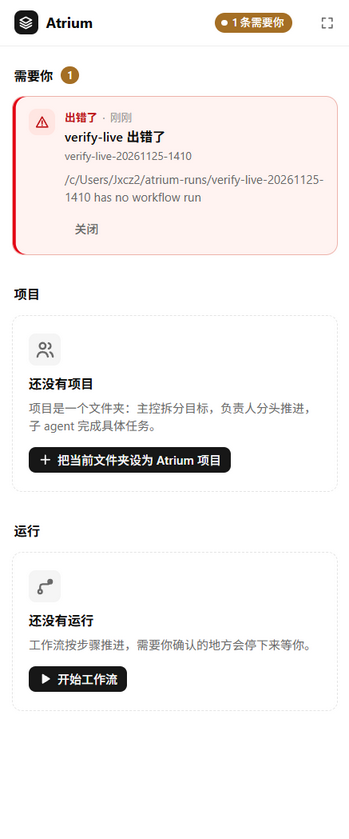 Atrium
1 条需要你
需要你 1
出错了 · 刚刚
verify-live 出错了
verify-live-20261125-1410
/c/Users/Jxcz2/atrium-runs/verify-live-20261125-
1410 has no workflow run
关闭
项目
还没有项目
项目是一个文件夹：主控拆分目标，负责人分头推进，
子 agent 完成具体任务。
把当前文件夹设为 Atrium 项目
运行
还没有运行
工作流按步骤推进，需要你确认的地方会停下来等你。
开始工作流